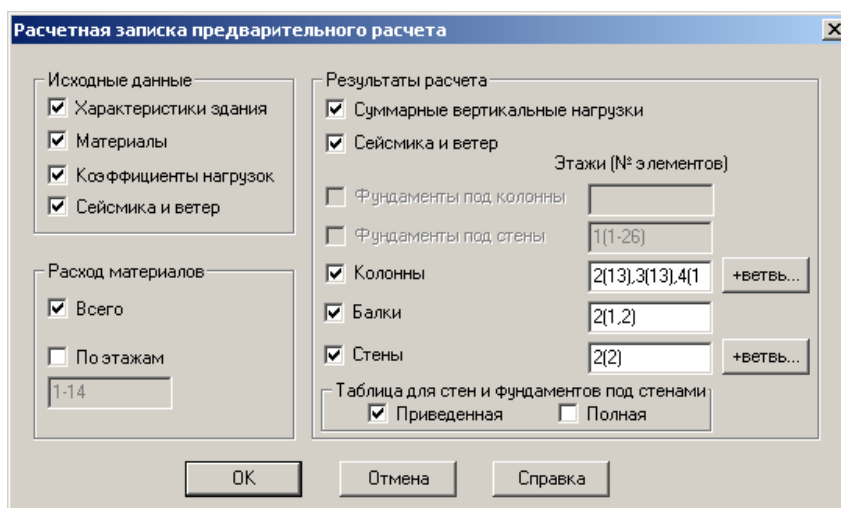 Расчетная записка предварительного расчета
Исходные данные
Характеристики здания
Материалы
Коэффициенты нагрузок
Сейсмика и ветер
Расход материалов
Всего
По этажам
1-14
Результаты расчета
Суммарные вертикальные нагрузки
Сейсмика и ветер
Этажи (№ элементов)
Фундаменты под колонны
Фундаменты под стены 1(1-26)
Колонны 2(13),3(13),4(1 +ветвь...
Балки 2(1,2)
Стены 2(2) +ветвь...
Таблица для стен и фундаментов под стенами
Приведенная Полная
OK Отмена Справка